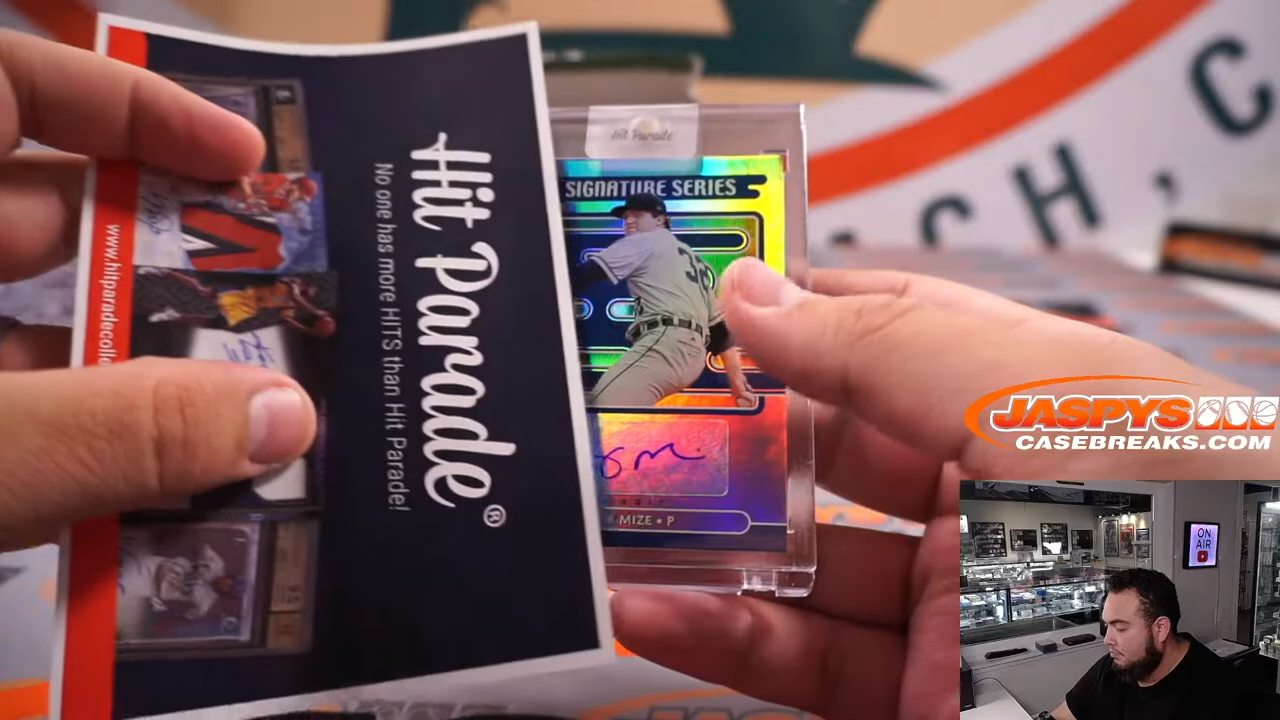 Hit Parade®
No one has more HITS than Hit Parade!
www.hitparadecolle
Hit Parade
SIGNATURE SERIES
MIZE • P
CH, C
JASPYS
CASEBREAKS.COM
ON
AIR